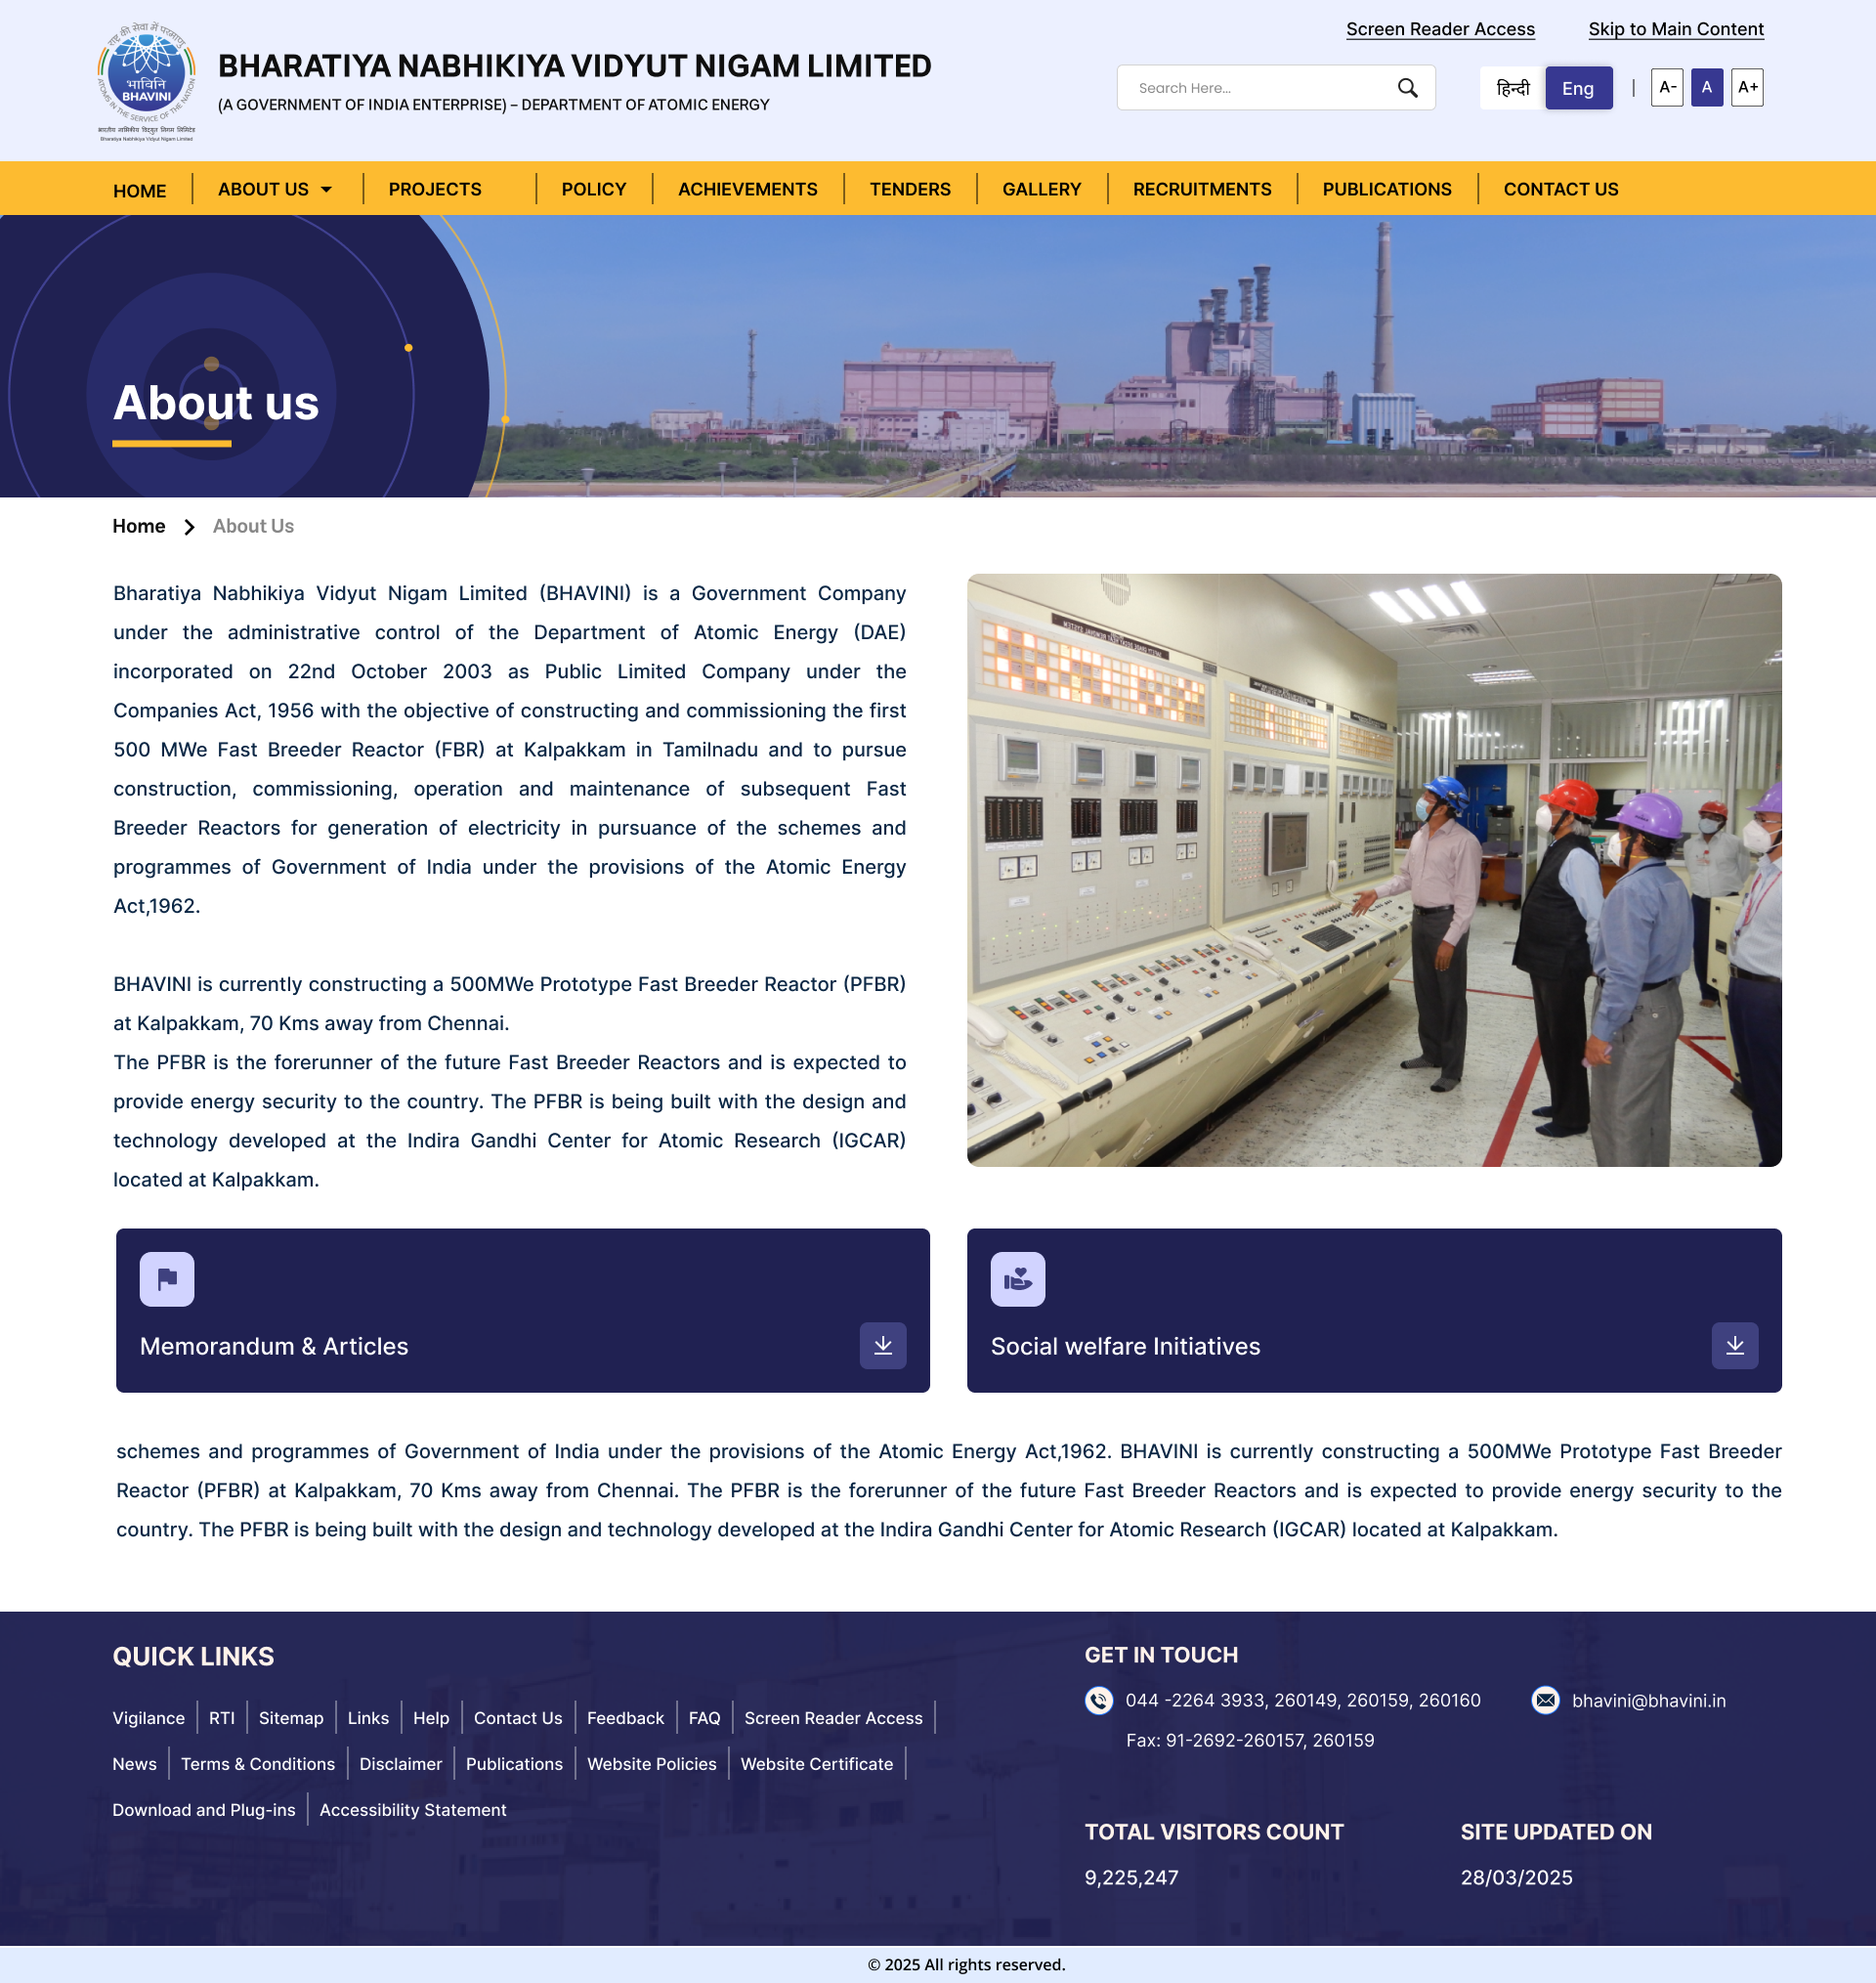 Screen Reader Access Skip to Main Content
राष्ट्र की सेवा में परमाणु
भाविनि
BHAVINI
ATOMS IN THE SERVICE OF THE NATION
भारतीय नाभिकीय विद्युत निगम लिमिटेड
Bharatiya Nabhikiya Vidyut Nigam Limited
BHARATIYA NABHIKIYA VIDYUT NIGAM LIMITED
(A GOVERNMENT OF INDIA ENTERPRISE) – DEPARTMENT OF ATOMIC ENERGY
Search Here...
हिन्दी Eng | A- A A+
HOME ABOUT US PROJECTS POLICY ACHIEVEMENTS TENDERS GALLERY RECRUITMENTS PUBLICATIONS CONTACT US
About us
Home About Us
Bharatiya Nabhikiya Vidyut Nigam Limited (BHAVINI) is a Government Company
under the administrative control of the Department of Atomic Energy (DAE)
incorporated on 22nd October 2003 as Public Limited Company under the
Companies Act, 1956 with the objective of constructing and commissioning the first
500 MWe Fast Breeder Reactor (FBR) at Kalpakkam in Tamilnadu and to pursue
construction, commissioning, operation and maintenance of subsequent Fast
Breeder Reactors for generation of electricity in pursuance of the schemes and
programmes of Government of India under the provisions of the Atomic Energy
Act,1962.
BHAVINI is currently constructing a 500MWe Prototype Fast Breeder Reactor (PFBR)
at Kalpakkam, 70 Kms away from Chennai.
The PFBR is the forerunner of the future Fast Breeder Reactors and is expected to
provide energy security to the country. The PFBR is being built with the design and
technology developed at the Indira Gandhi Center for Atomic Research (IGCAR)
located at Kalpakkam.
Memorandum & Articles
Social welfare Initiatives
schemes and programmes of Government of India under the provisions of the Atomic Energy Act,1962. BHAVINI is currently constructing a 500MWe Prototype Fast Breeder
Reactor (PFBR) at Kalpakkam, 70 Kms away from Chennai. The PFBR is the forerunner of the future Fast Breeder Reactors and is expected to provide energy security to the
country. The PFBR is being built with the design and technology developed at the Indira Gandhi Center for Atomic Research (IGCAR) located at Kalpakkam.
QUICK LINKS
Vigilance RTI Sitemap Links Help Contact Us Feedback FAQ Screen Reader Access
News Terms & Conditions Disclaimer Publications Website Policies Website Certificate
Download and Plug-ins Accessibility Statement
GET IN TOUCH
044 -2264 3933, 260149, 260159, 260160 bhavini@bhavini.in
Fax: 91-2692-260157, 260159
TOTAL VISITORS COUNT
9,225,247
SITE UPDATED ON
28/03/2025
© 2025 All rights reserved.